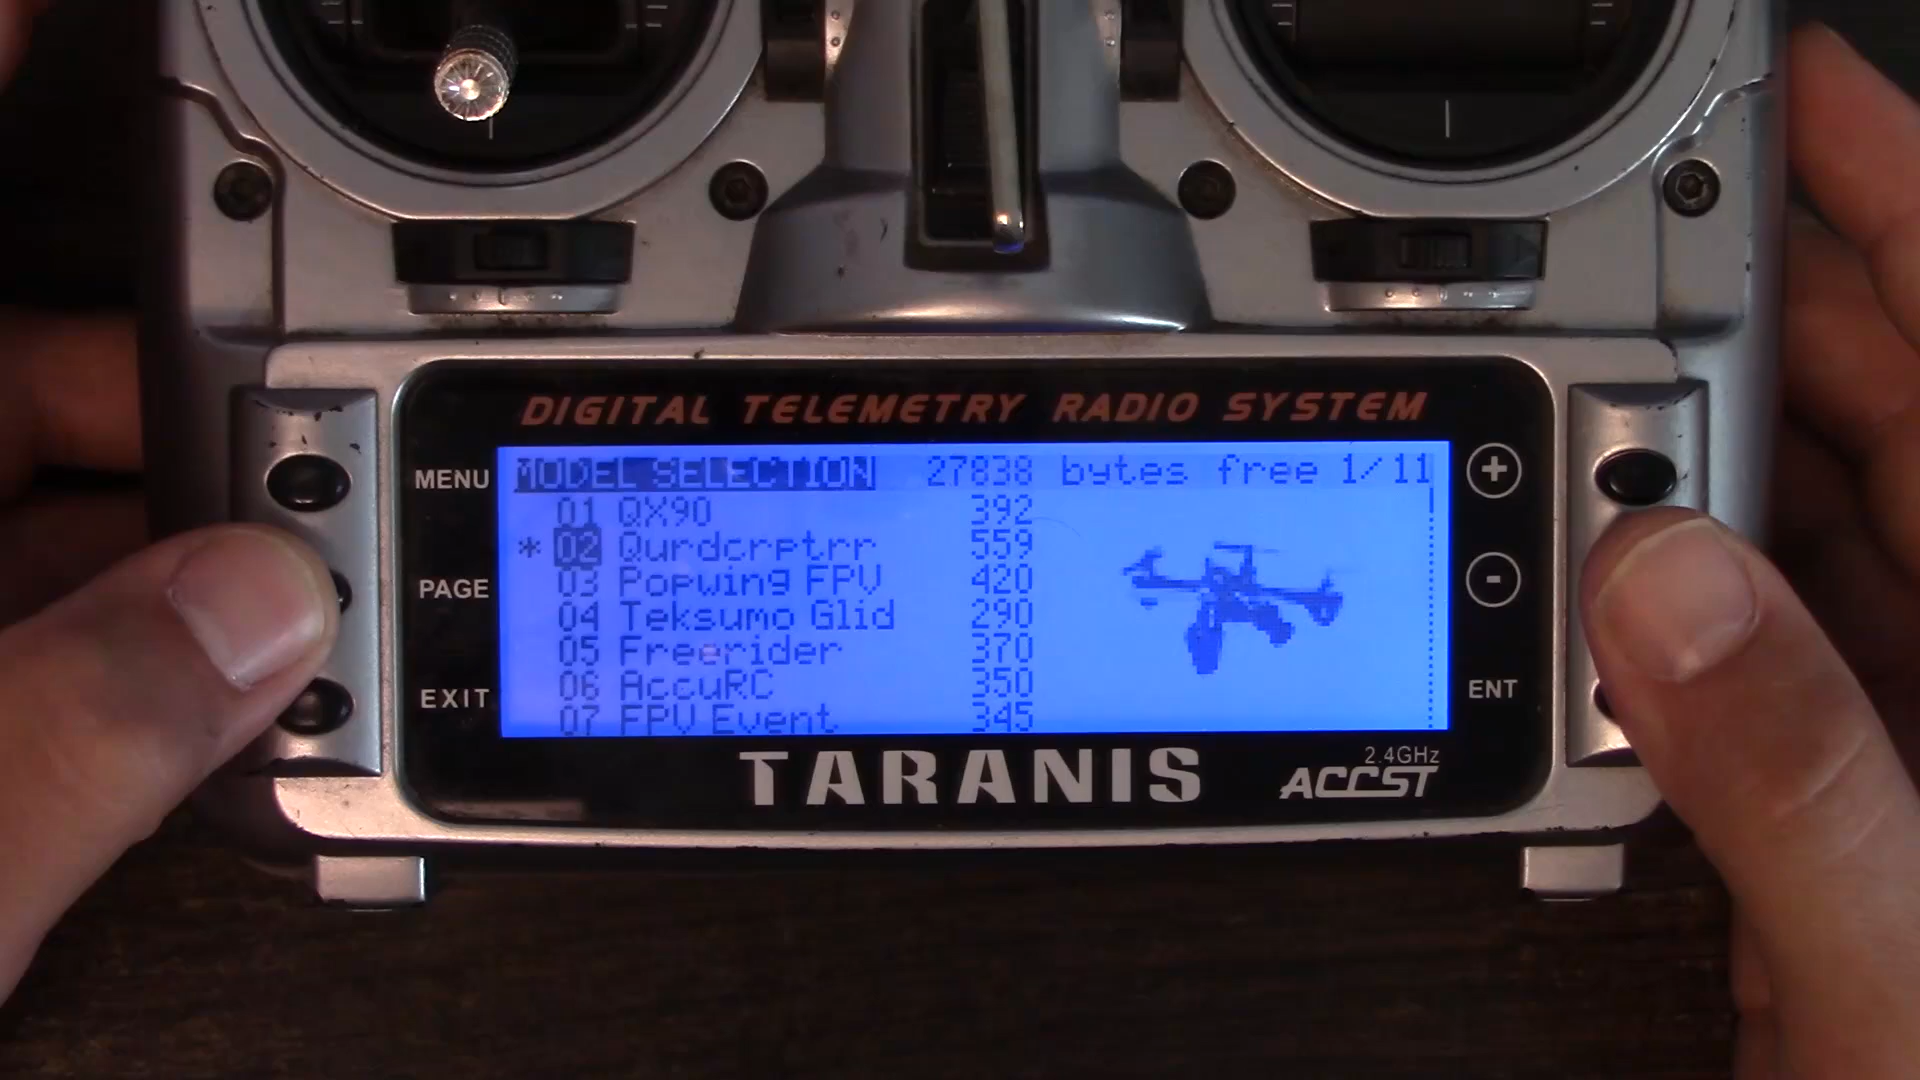 DIGITAL TELEMETRY RADIO SYSTEM
MENU
PAGE
EXIT
MODEL SELECTION 27838 bytes free 1/11
01 QX90 392
* 02 Qurdcrptrr 559
03 Popwing FPV 420
04 Teksumo Glid 290
05 Freerider 370
06 AccuRC 350
07 FPV Event 345
+
-
ENT
TARANIS
2.4GHz
ACCST